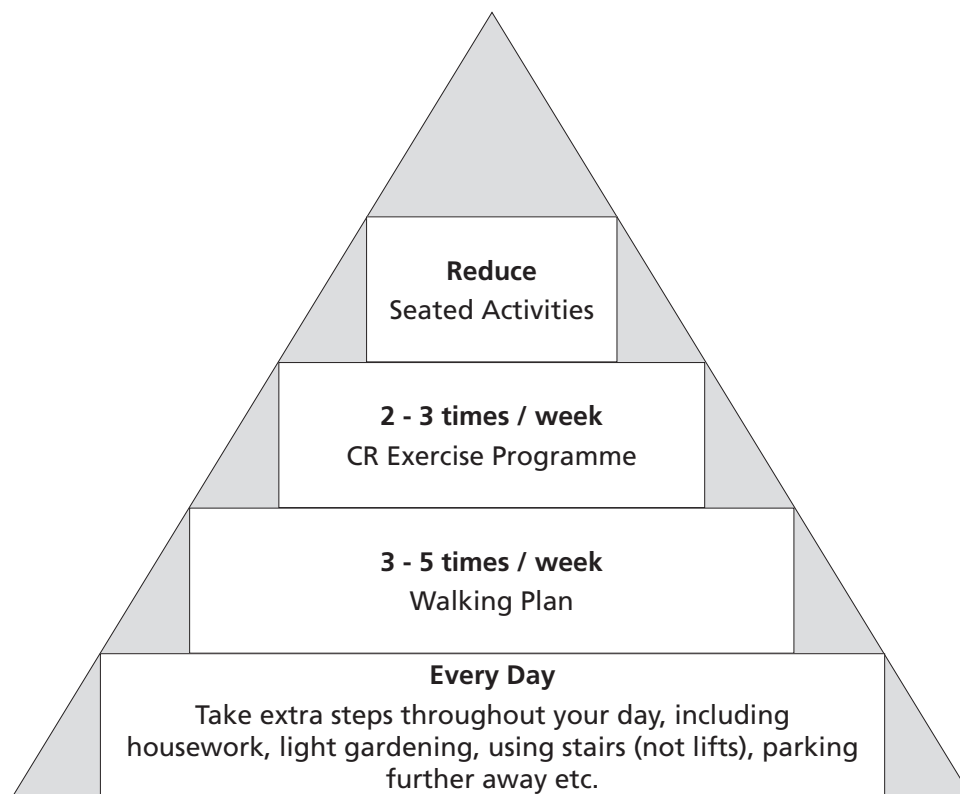 Reduce
Seated Activities
2 - 3 times / week
CR Exercise Programme
3 - 5 times / week
Walking Plan
Every Day
Take extra steps throughout your day, including
housework, light gardening, using stairs (not lifts), parking
further away etc.